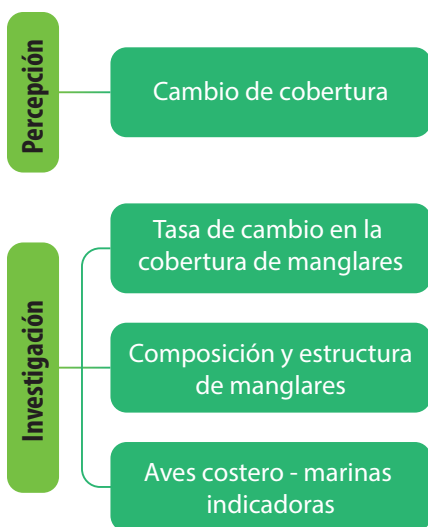 Percepción
Cambio de cobertura
Investigación
Tasa de cambio en la
cobertura de manglares
Composición y estructura
de manglares
Aves costero - marinas
indicadoras